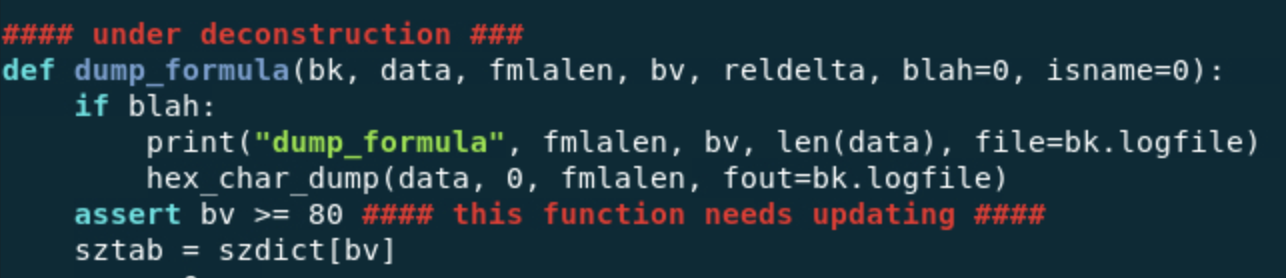 #### under deconstruction ###
def dump_formula(bk, data, fmlalen, bv, reldelta, blah=0, isname=0):
    if blah:
        print("dump_formula", fmlalen, bv, len(data), file=bk.logfile)
        hex_char_dump(data, 0, fmlalen, fout=bk.logfile)
    assert bv >= 80 #### this function needs updating ####
    sztab = szdict[bv]